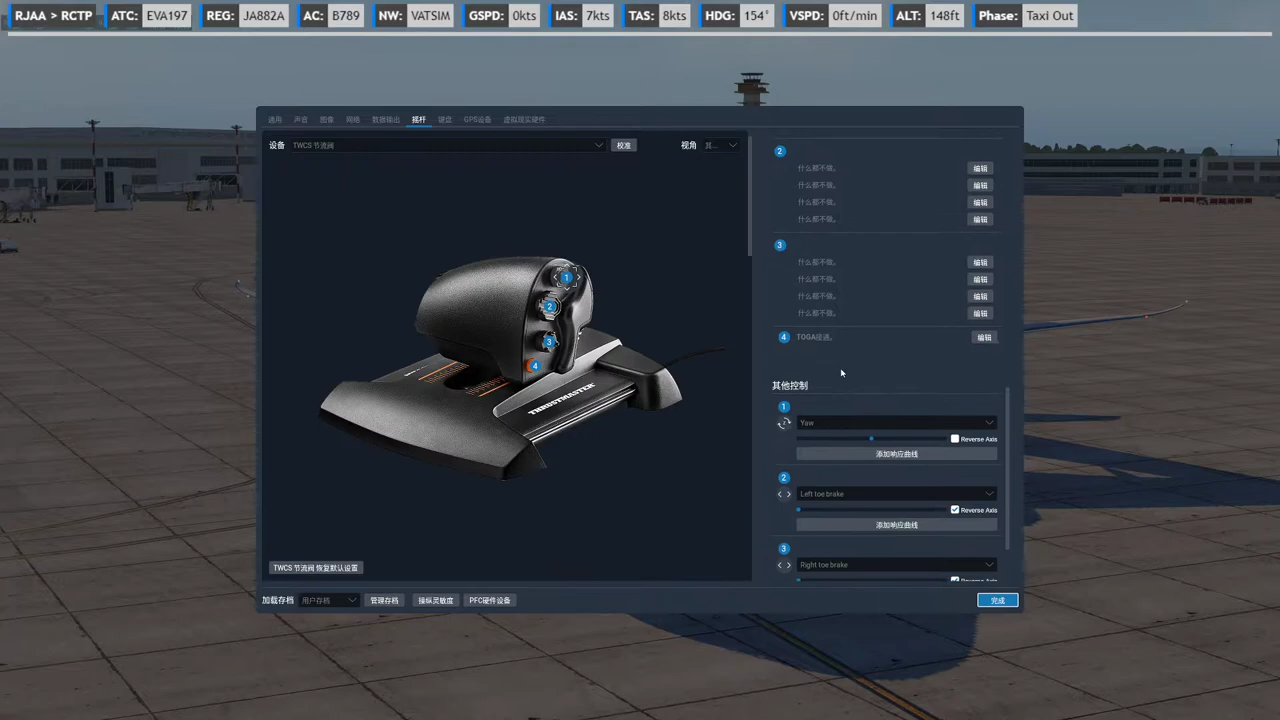 RJAA > RCTP ATC: EVA197 REG: JA882A AC: B789 NW: VATSIM GSPD: 0kts IAS: 7kts TAS: 8kts HDG: 154° VSPD: 0ft/min ALT: 148ft Phase: Taxi Out
通用 声音 图像 网络 数据输出 摇杆 键盘 GPS设备 虚拟现实硬件
设备 TWCS 节流阀 校准 视角 其...
1
2
3
4
THRUSTMASTER
TWCS 节流阀 恢复默认设置
2
什么都不做。 编辑
什么都不做。 编辑
什么都不做。 编辑
什么都不做。 编辑
3
什么都不做。 编辑
什么都不做。 编辑
什么都不做。 编辑
什么都不做。 编辑
4 TOGA接通。 编辑
其他控制
1
Yaw
Reverse Axis
添加响应曲线
2
Left toe brake
Reverse Axis
添加响应曲线
3
Right toe brake
Reverse Axis
加载存档 用户存档 管理存档 操纵灵敏度 PFC硬件设备 完成